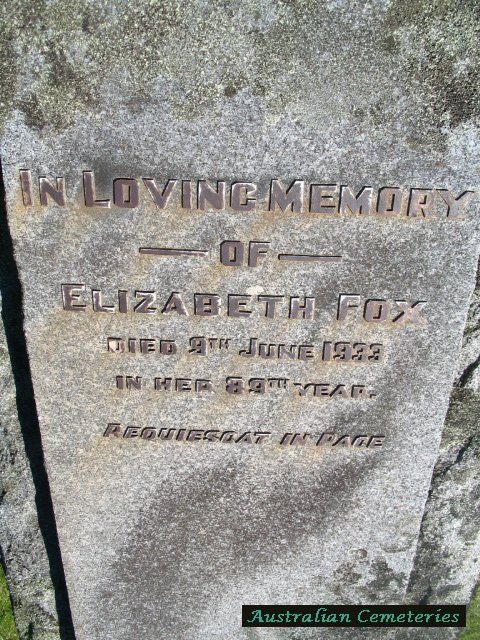 IN LOVING MEMORY
OF
ELIZABETH FOX
DIED 9TH JUNE 1933
IN HER 89TH YEAR.
REQUIESCAT IN PACE
Australian Cemeteries